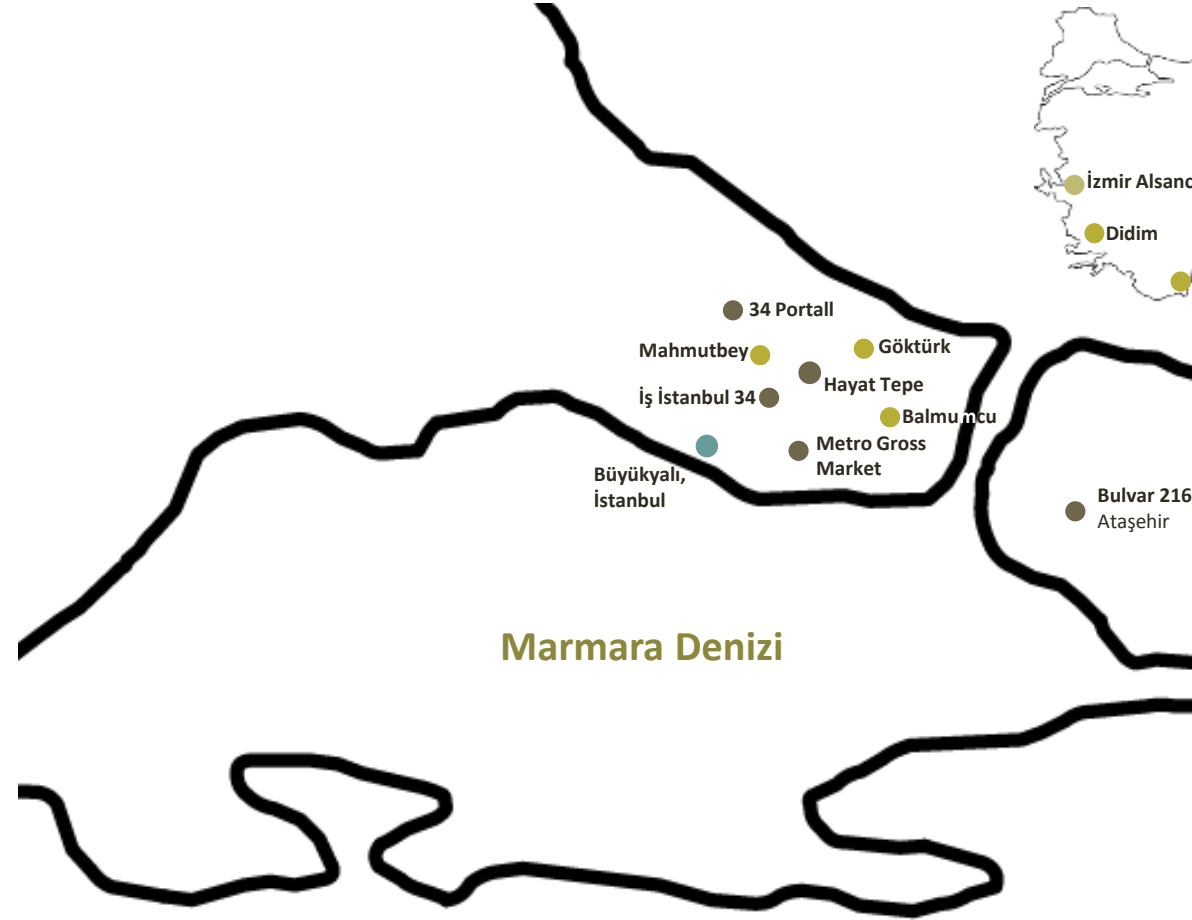 İzmir Alsanc
Didim
34 Portall
Mahmutbey
Göktürk
Hayat Tepe
İş İstanbul 34
Balmumcu
Metro Gross
Market
Büyükyalı,
İstanbul
Bulvar 216
Ataşehir
Marmara Denizi